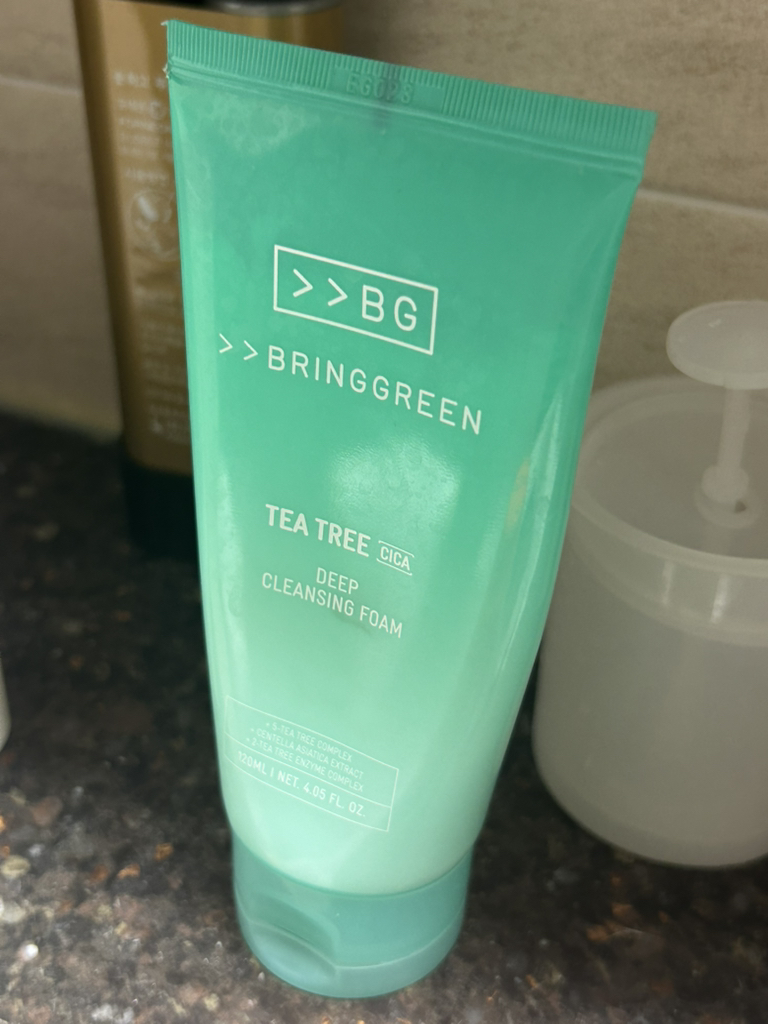 >>BG
>>BRINGGREEN
TEA TREE CICA
DEEP
CLEANSING FOAM
+ 5-TEA TREE COMPLEX
+ CENTELLA ASIATICA EXTRACT
+ 2-TEA TREE ENZYME COMPLEX
120ML | NET. 4.05 FL. OZ.